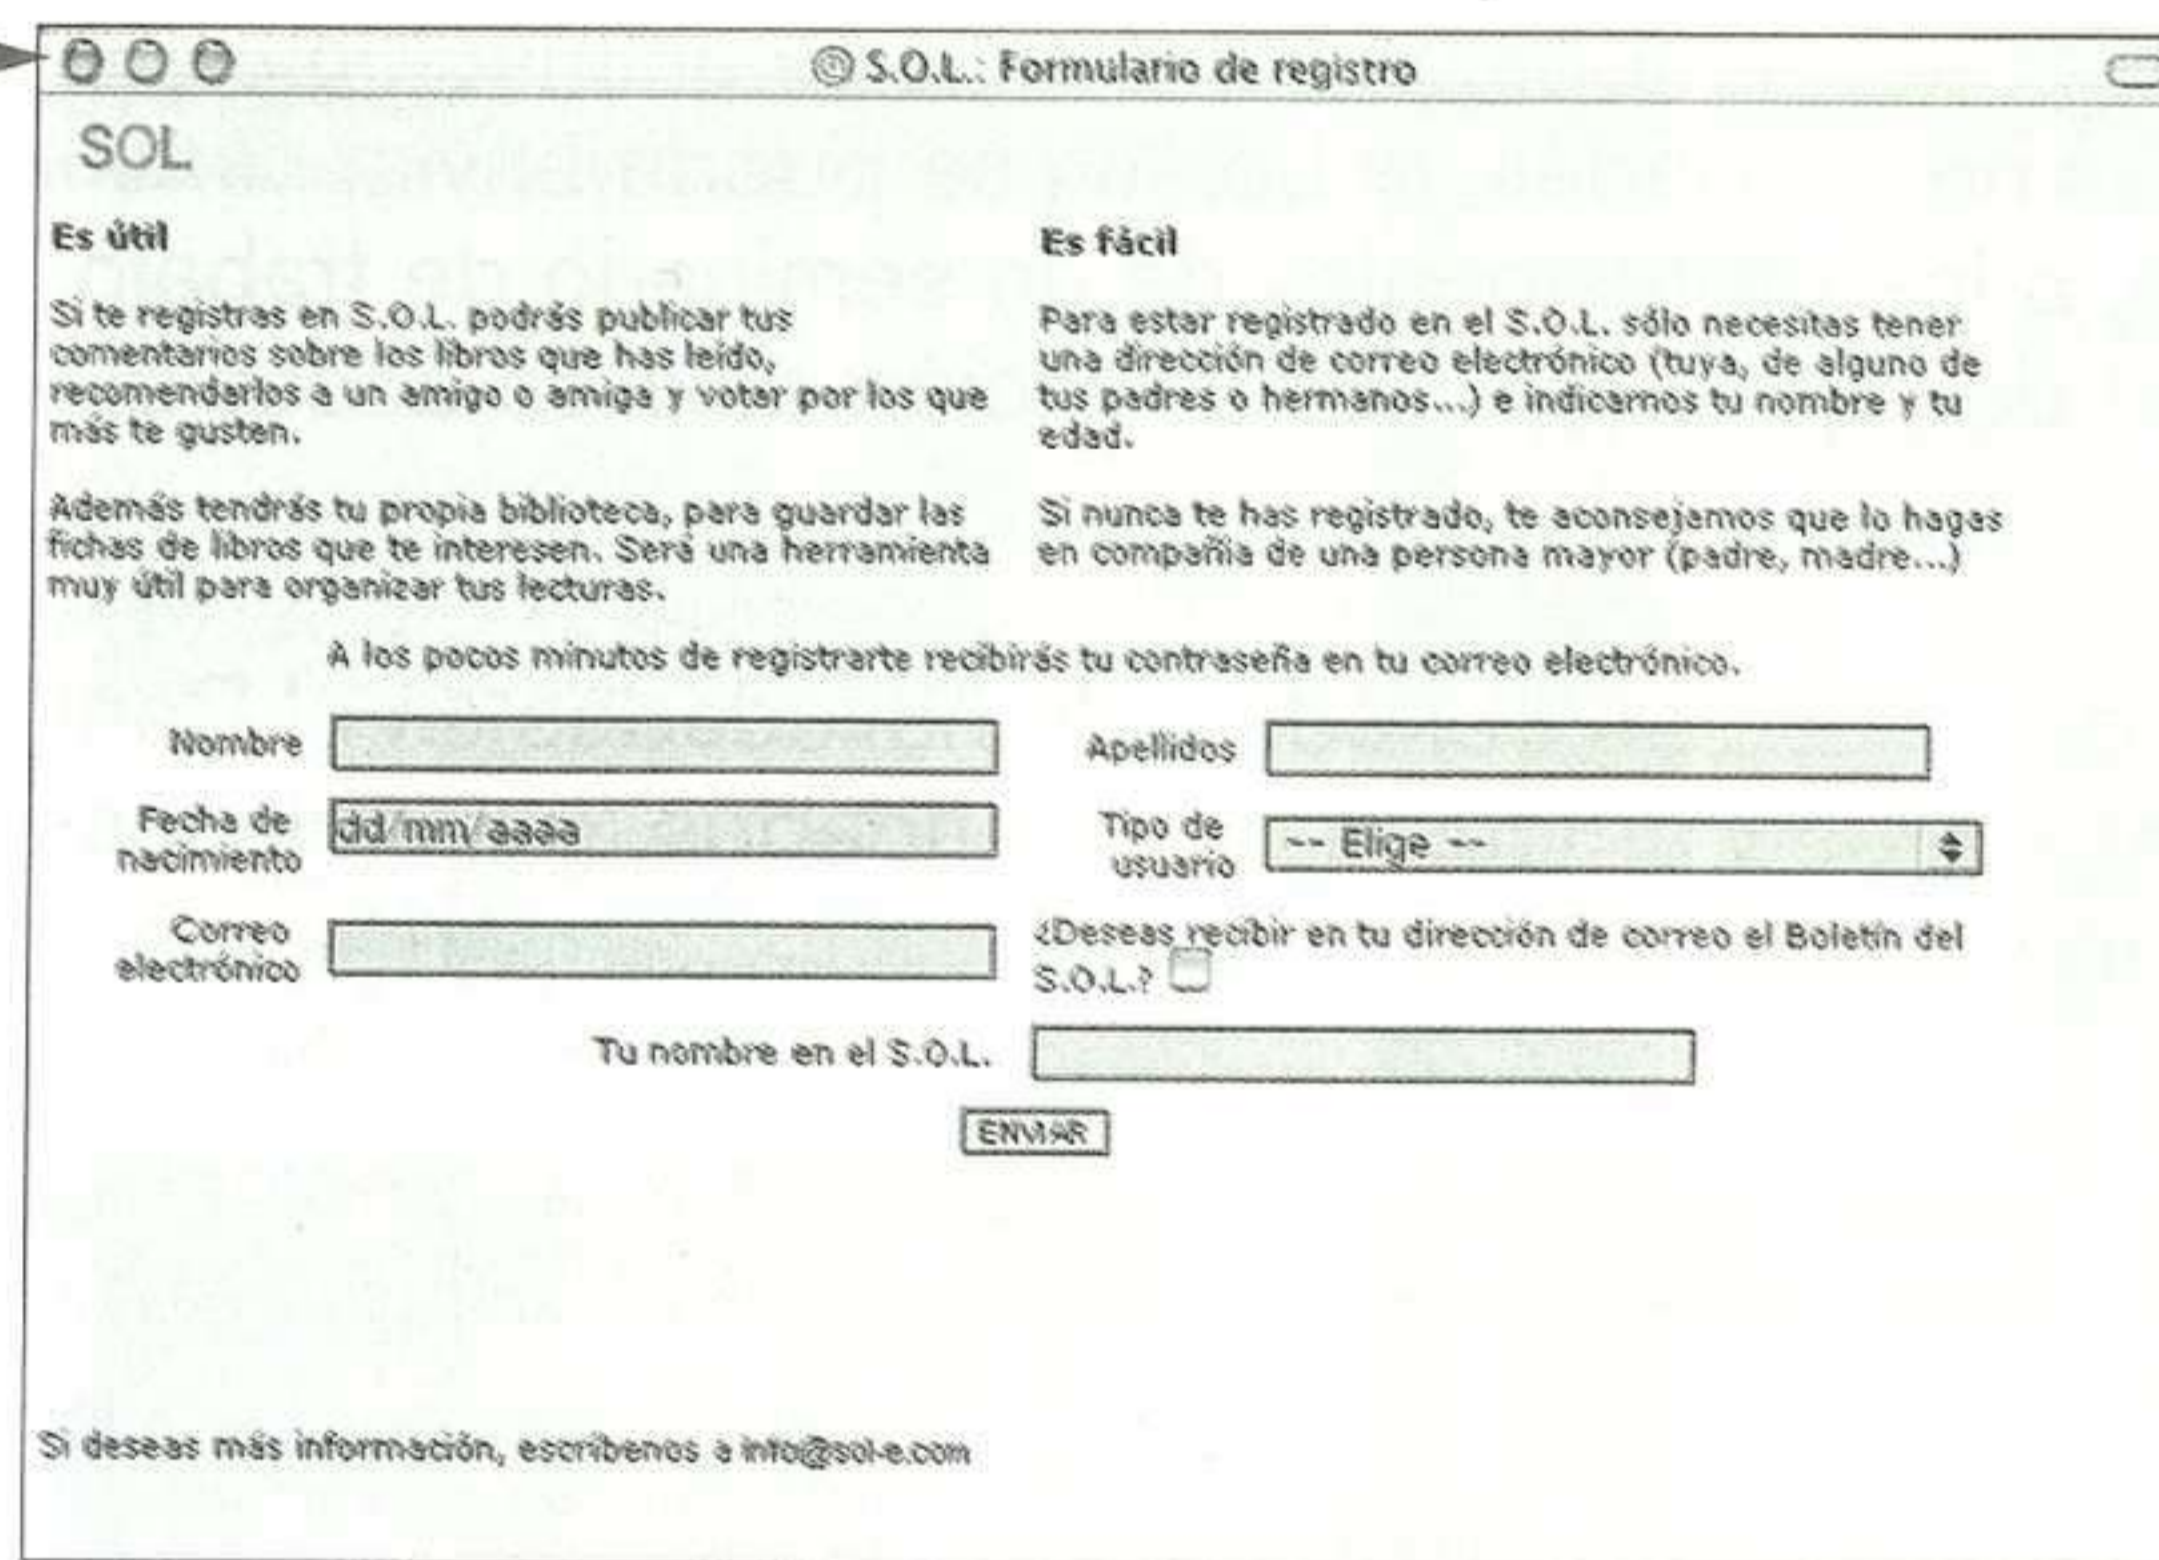 S.O.L.: Formulario de registro
SOL
Es útil
Si te registras en S.O.L. podrás publicar tus
comentarios sobre los libros que has leído,
recomendarlos a un amigo o amiga y votar por los que
más te gusten.
Además tendrás tu propia biblioteca, para guardar las
fichas de libros que te interesen. Será una herramienta
muy útil para organizar tus lecturas.
Es fácil
Para estar registrado en el S.O.L. sólo necesitas tener
una dirección de correo electrónico (tuya, de alguno de
tus padres o hermanos...) e indicarnos tu nombre y tu
edad.
Si nunca te has registrado, te aconsejamos que lo hagas
en compañía de una persona mayor (padre, madre...)
A los pocos minutos de registrarte recibirás tu contraseña en tu correo electrónico.
Nombre
Apellidos
Fecha de
nacimiento
dd/mm/aaaa
Tipo de
usuario
-- Elige --
Correo
electrónico
¿Deseas recibir en tu dirección de correo el Boletín del
S.O.L.?
Tu nombre en el S.O.L.
ENVIAR
Si deseas más información, escríbenos a info@sol-e.com